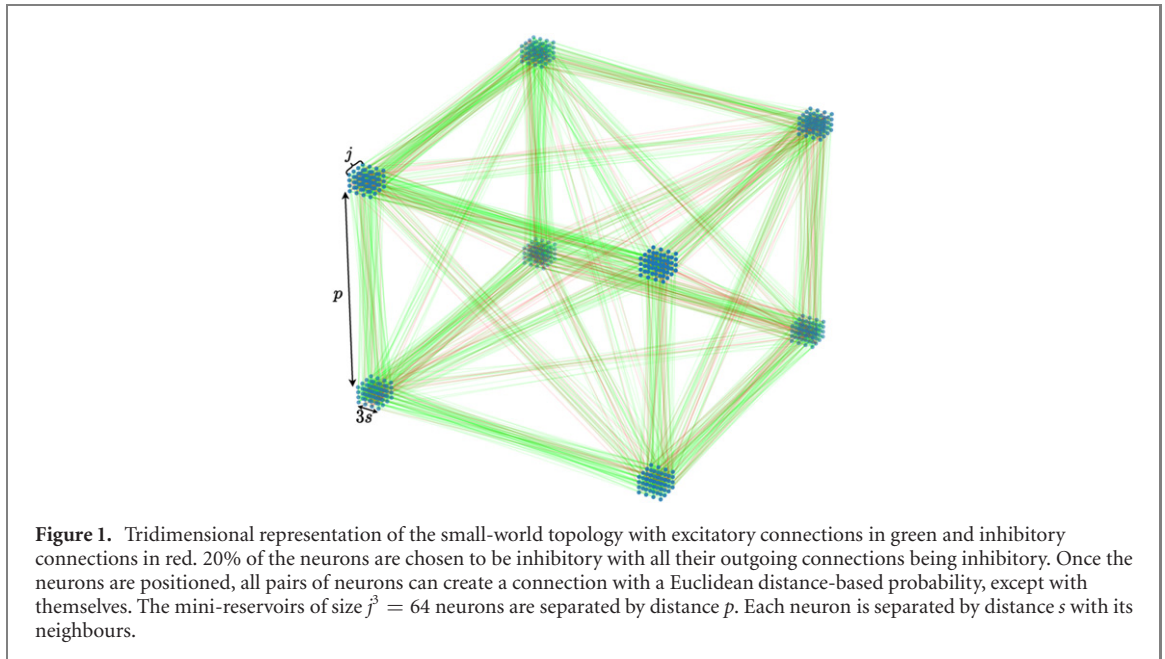 j
p
3s
Figure 1. Tridimensional representation of the small-world topology with excitatory connections in green and inhibitory
connections in red. 20% of the neurons are chosen to be inhibitory with all their outgoing connections being inhibitory. Once the
neurons are positioned, all pairs of neurons can create a connection with a Euclidean distance-based probability, except with
themselves. The mini-reservoirs of size j³ = 64 neurons are separated by distance p. Each neuron is separated by distance s with its
neighbours.